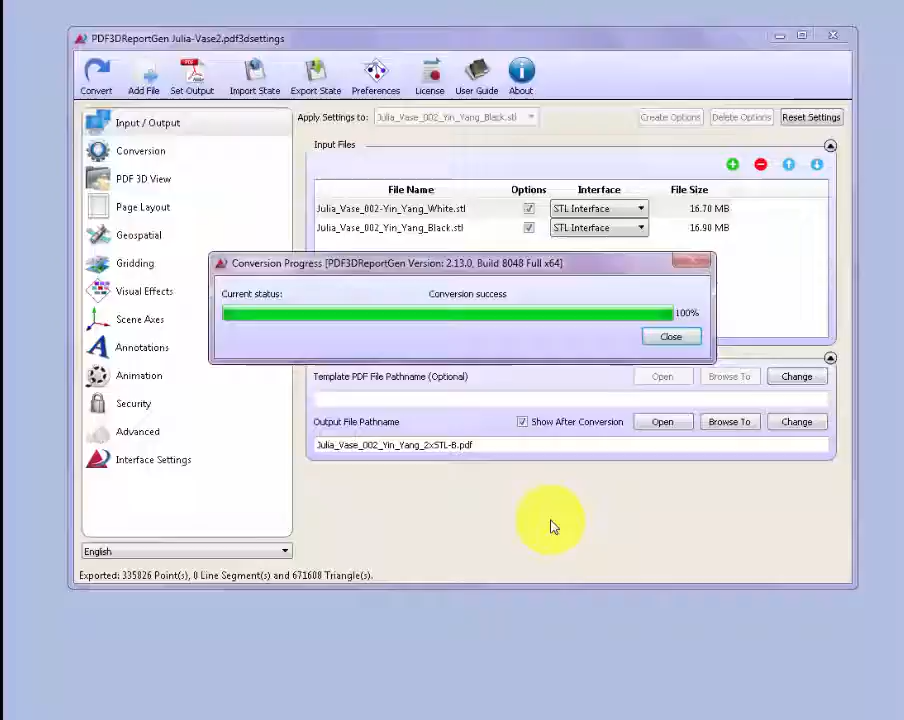 PDF3DReportGen Julia-Vase2.pdf3dsettings
Convert Add File Set Output Import State Export State Preferences License User Guide About
Input / Output
Conversion
PDF 3D View
Page Layout
Geospatial
Gridding
Visual Effects
Scene Axes
Annotations
Animation
Security
Advanced
Interface Settings
English
Apply Settings to: Julia_Vase_002_Yin_Yang_Black.stl Create Options Delete Options Reset Settings
Input Files
File Name Options Interface File Size
Julia_Vase_002-Yin_Yang_White.stl STL Interface 16.70 MB
Julia_Vase_002_Yin_Yang_Black.stl STL Interface 16.90 MB
Conversion Progress [PDF3DReportGen Version: 2.13.0, Build 8048 Full x64]
Current status: Conversion success
100%
Close
Template PDF File Pathname (Optional) Open Browse To Change
Output File Pathname Show After Conversion Open Browse To Change
Julia_Vase_002_Yin_Yang_2xSTL-B.pdf
Exported: 335826 Point(s), 0 Line Segment(s) and 671608 Triangle(s).